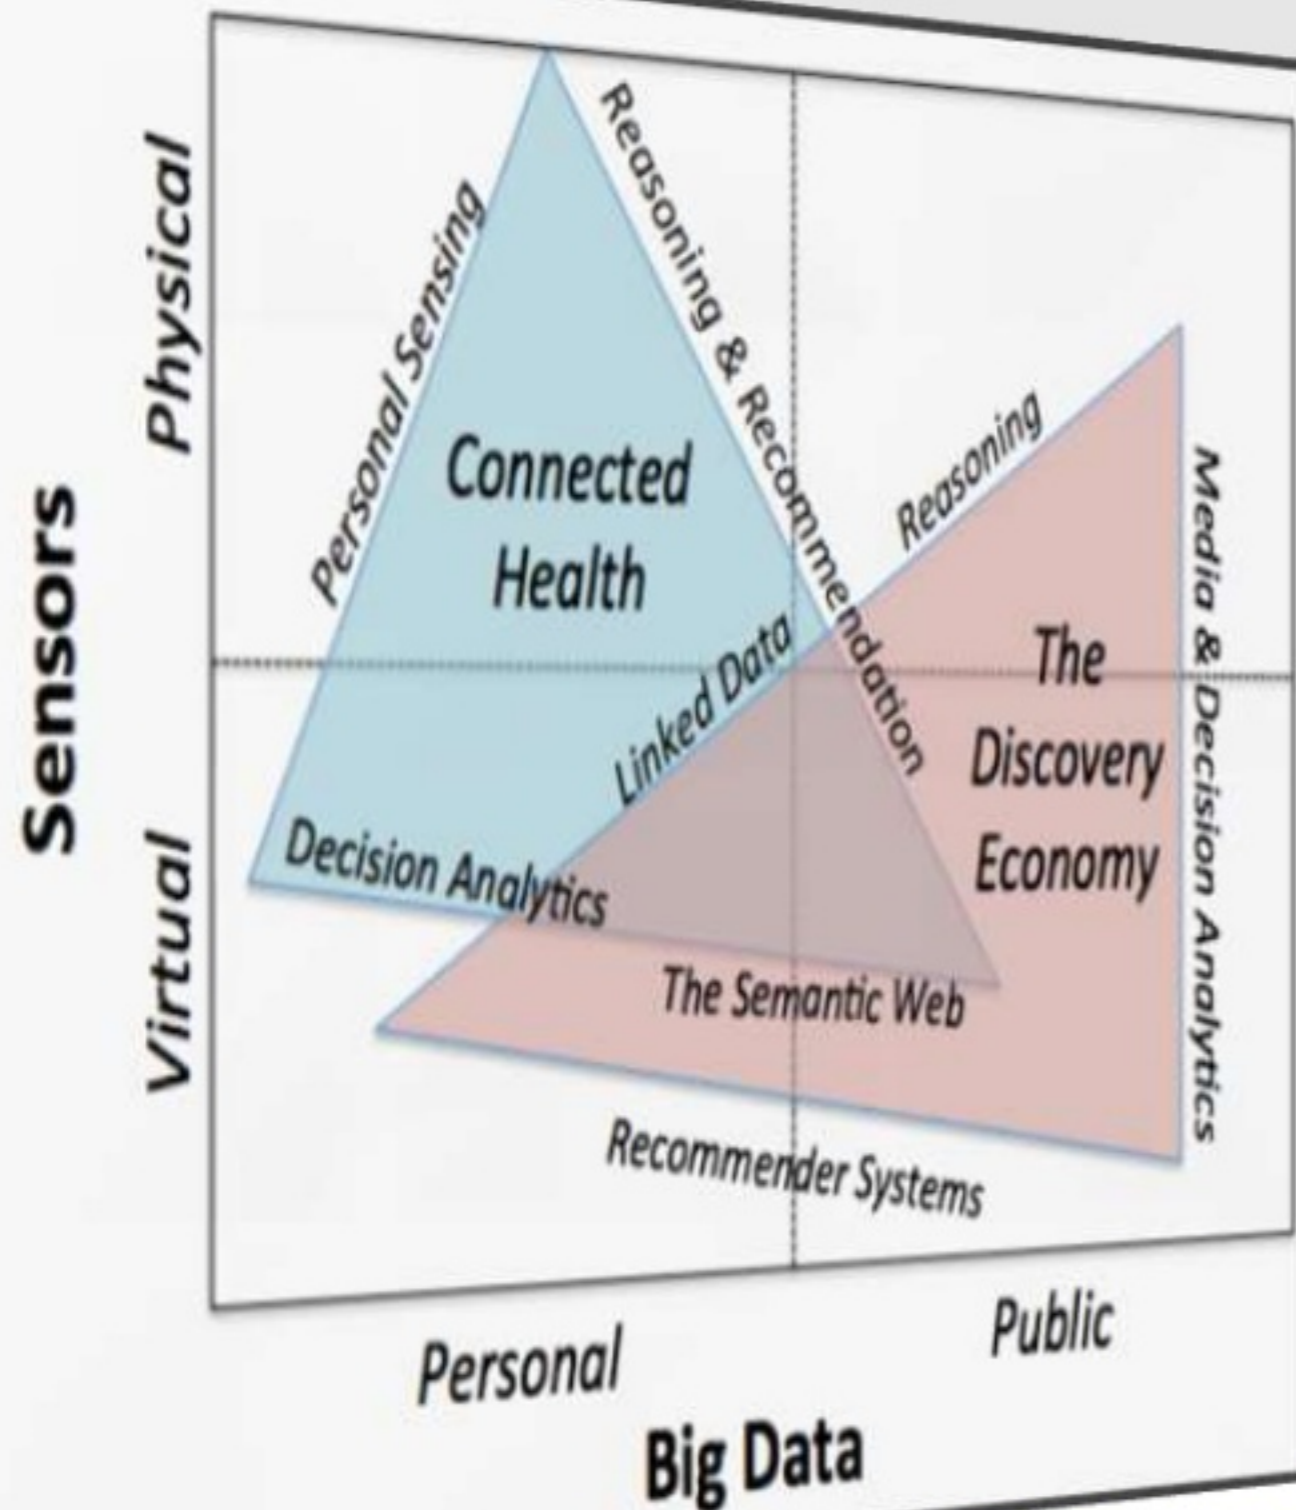 Sensors
Physical
Virtual
Personal Sensing
Reasoning & Recommendation
Connected
Health
Reasoning
Linked Data
Media & Decision Analytics
The
Discovery
Economy
Decision Analytics
The Semantic Web
Recommender Systems
Personal
Public
Big Data